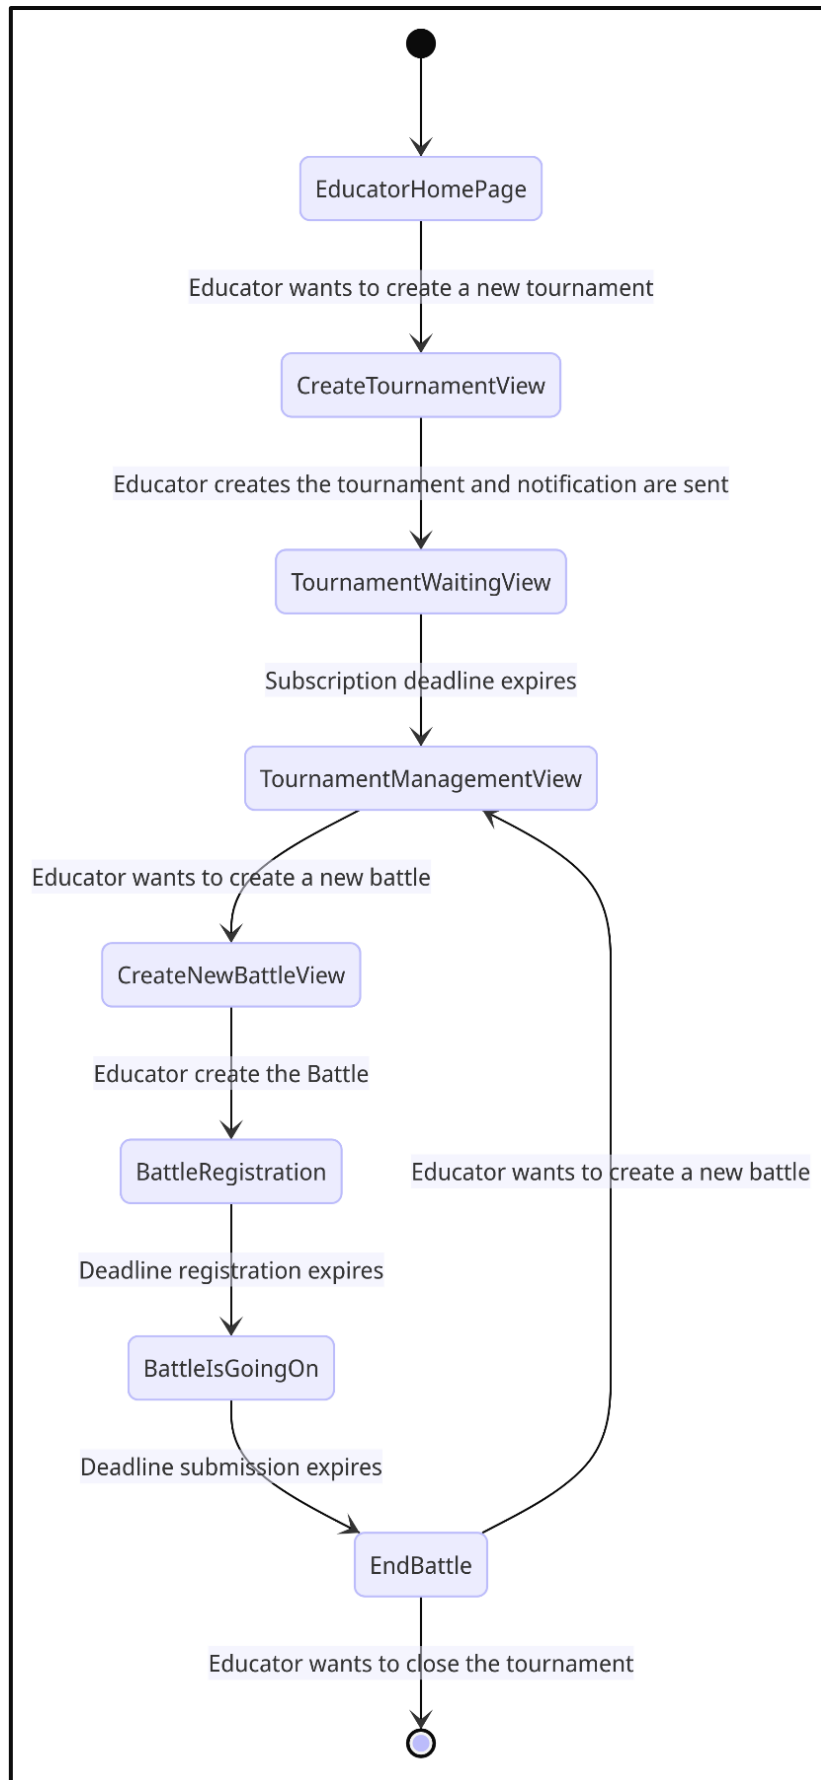 EducatorHomePage
Educator wants to create a new tournament
CreateTournamentView
Educator creates the tournament and notification are sent
TournamentWaitingView
Subscription deadline expires
TournamentManagementView
Educator wants to create a new battle
CreateNewBattleView
Educator create the Battle
BattleRegistration
Educator wants to create a new battle
Deadline registration expires
BattleIsGoingOn
Deadline submission expires
EndBattle
Educator wants to close the tournament